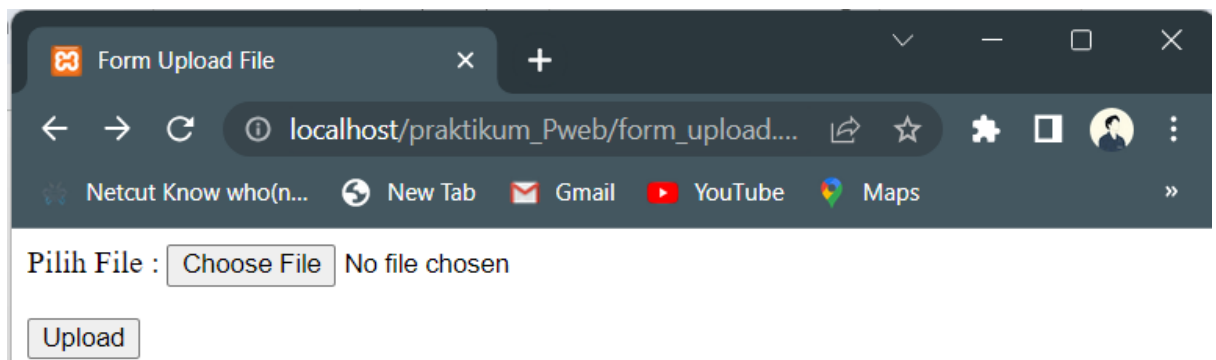 Form Upload File
localhost/praktikum_Pweb/form_upload....
Netcut Know who(n... New Tab Gmail YouTube Maps »
Pilih File : Choose File No file chosen
Upload